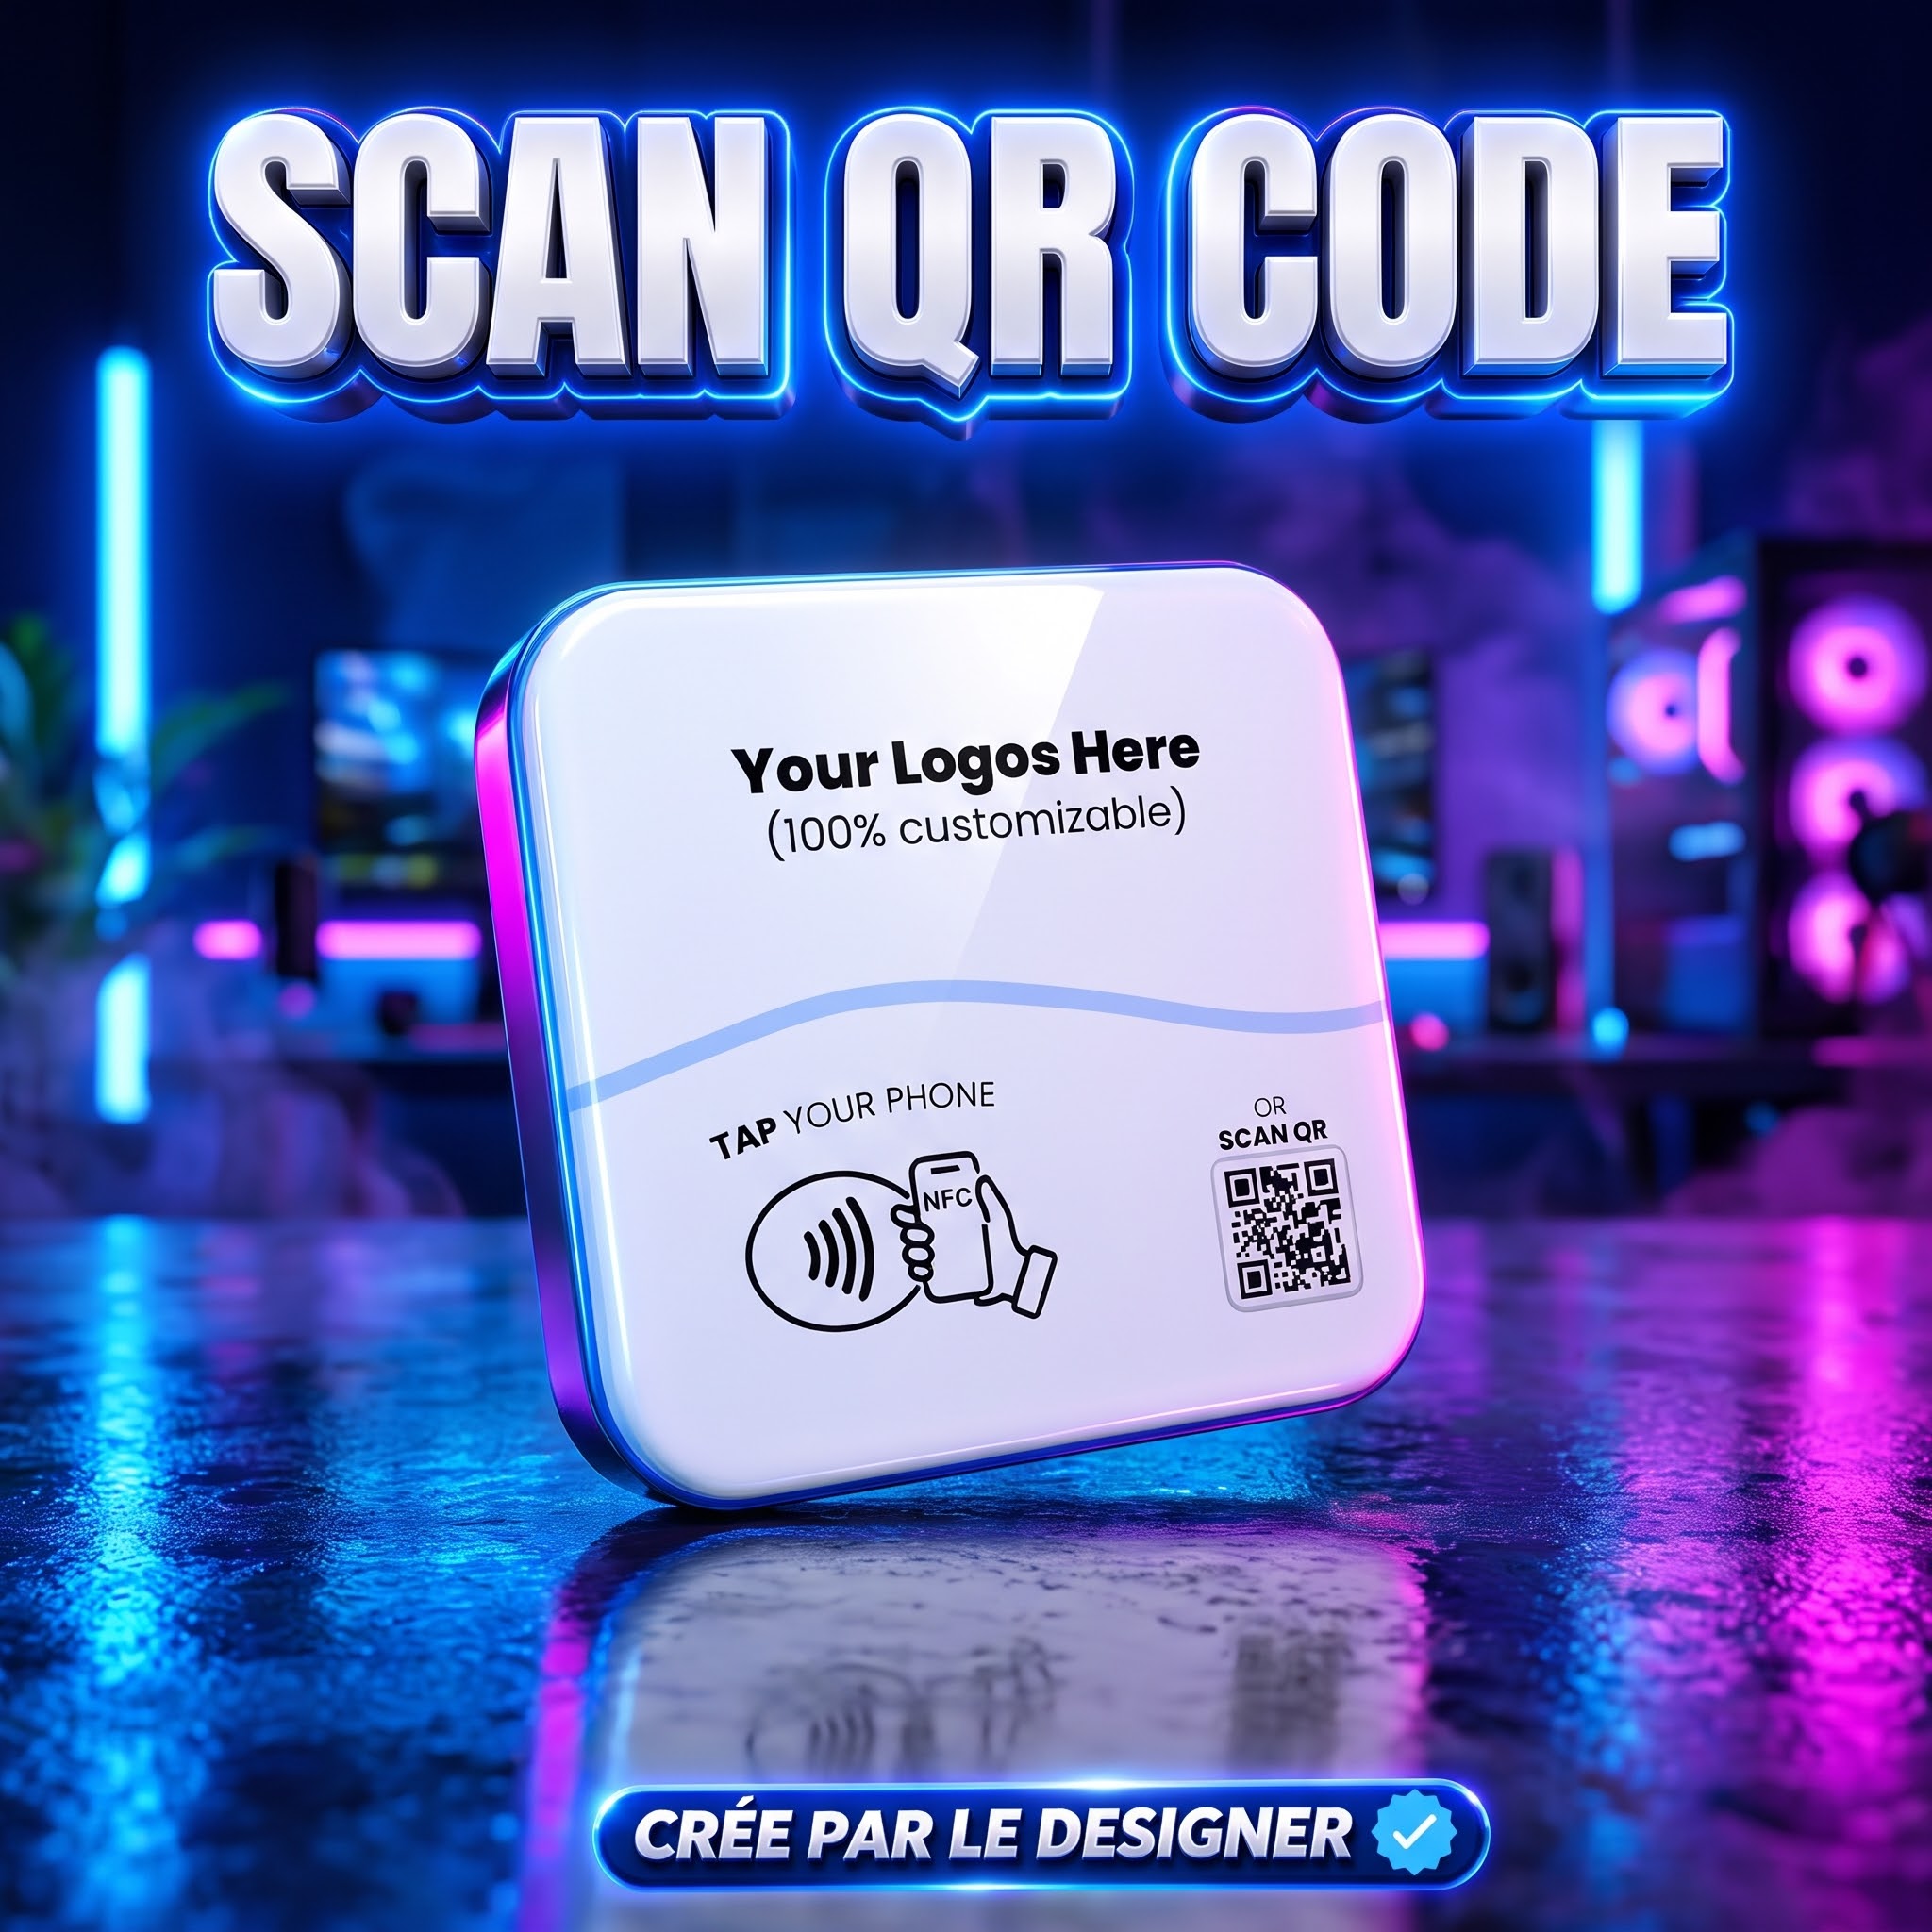 SCAN QR CODE
Your Logos Here
(100% customizable)
TAP YOUR PHONE
NFC
OR
SCAN QR
CRÉE PAR LE DESIGNER